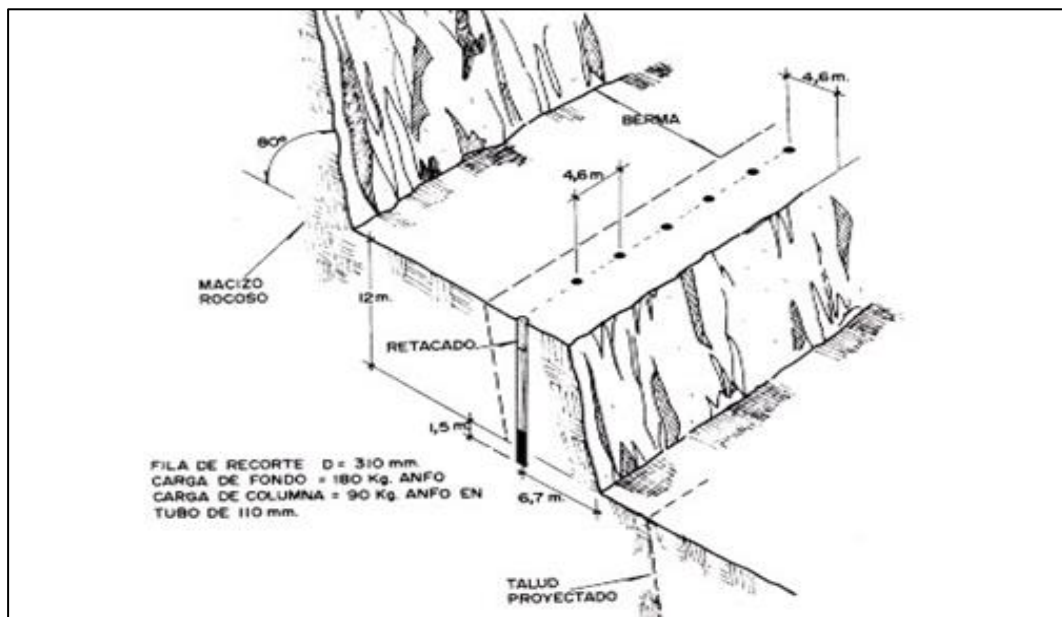 4,6 m.
BERMA
80°
4,6 m.
MACIZO
ROCOSO
12 m.
RETACADO
1,5 m.
FILA DE RECORTE D = 310 mm.
CARGA DE FONDO = 180 Kg. ANFO
CARGA DE COLUMNA = 90 Kg. ANFO EN
TUBO DE 110 mm.
6,7 m.
TALUD
PROYECTADO